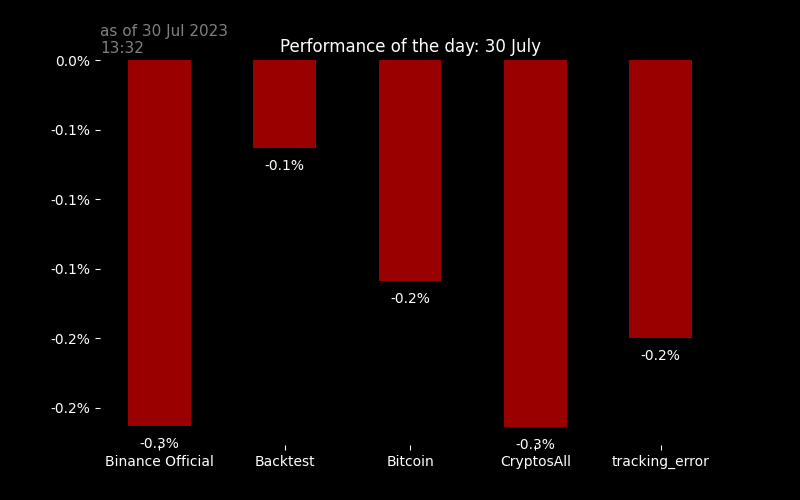 as of 30 Jul 2023
13:32
Performance of the day: 30 July
0.0%
-0.1%
-0.1%
-0.1%
-0.2%
-0.2%
-0.3%
-0.1%
-0.2%
-0.3%
-0.2%
Binance Official
Backtest
Bitcoin
CryptosAll
tracking_error